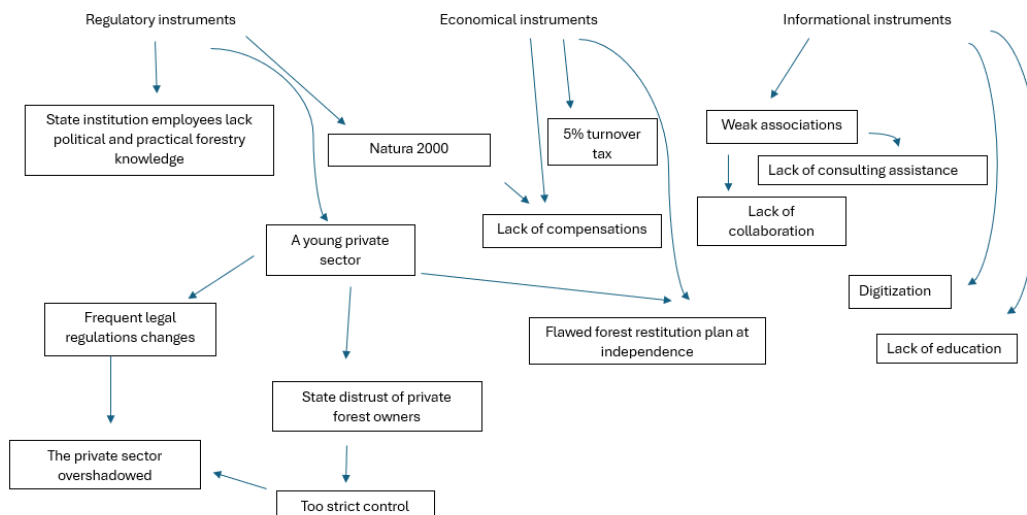 Regulatory instruments
Economical instruments
Informational instruments
State institution employees lack
political and practical forestry
knowledge
Natura 2000
5% turnover
tax
Weak associations
Lack of consulting assistance
Lack of compensations
Lack of
collaboration
A young private
sector
Digitization
Frequent legal
regulations changes
Flawed forest restitution plan at
independence
Lack of education
State distrust of private
forest owners
The private sector
overshadowed
Too strict control